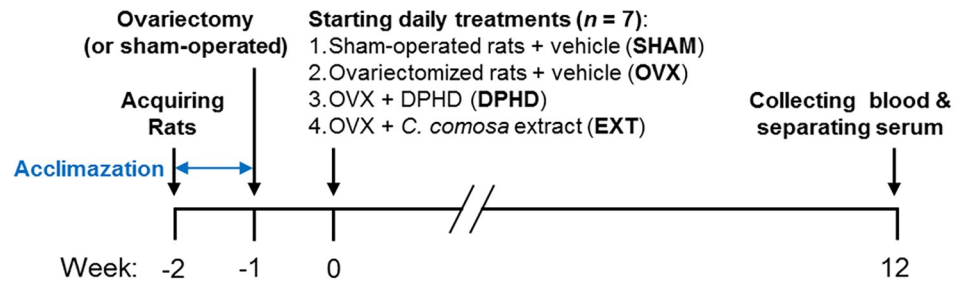 Ovariectomy
(or sham-operated)
Starting daily treatments (n = 7):
1.Sham-operated rats + vehicle (SHAM)
2.Ovariectomized rats + vehicle (OVX)
3.OVX + DPHD (DPHD)
4.OVX + C. comosa extract (EXT)
Acquiring
Rats
Collecting blood &
separating serum
Acclimazation
Week: -2 -1 0 12